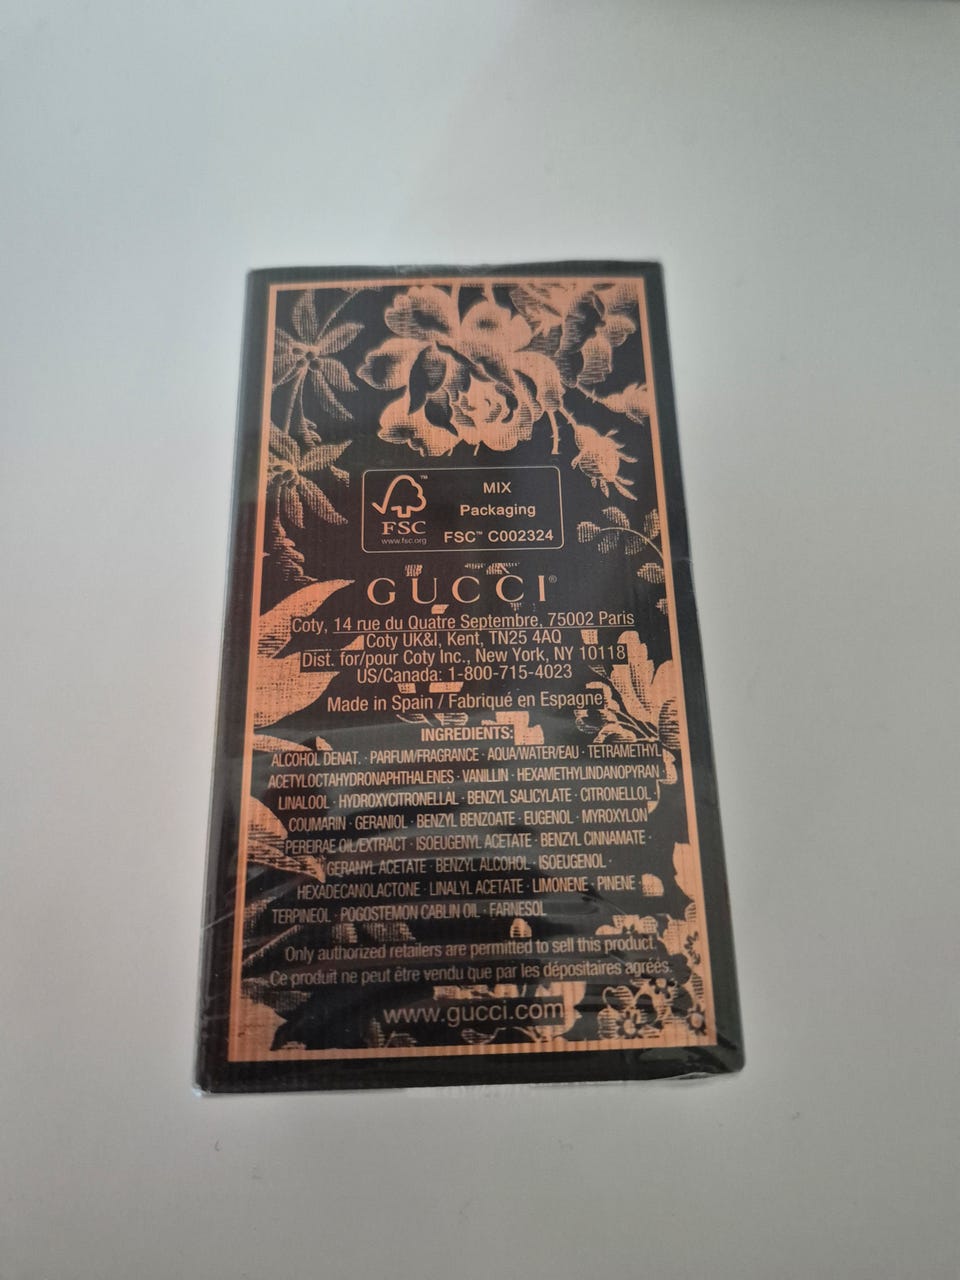 MIX
Packaging
FSC™ C002324
™
FSC
www.fsc.org
GUCCI®
Coty, 14 rue du Quatre Septembre, 75002 Paris
Coty UK&I, Kent, TN25 4AQ
Dist. for/pour Coty Inc., New York, NY 10118
US/Canada: 1-800-715-4023
Made in Spain / Fabriqué en Espagne
INGREDIENTS:
ALCOHOL DENAT. · PARFUM/FRAGRANCE · AQUA/WATER/EAU · TETRAMETHYL
ACETYLOCTAHYDRONAPHTHALENES · VANILLIN · HEXAMETHYLINDANOPYRAN ·
LINALOOL · HYDROXYCITRONELLAL · BENZYL SALICYLATE · CITRONELLOL ·
COUMARIN · GERANIOL · BENZYL BENZOATE · EUGENOL · MYROXYLON
PEREIRAE OIL/EXTRACT · ISOEUGENYL ACETATE · BENZYL CINNAMATE ·
GERANYL ACETATE · BENZYL ALCOHOL · ISOEUGENOL ·
HEXADECANOLACTONE · LINALYL ACETATE · LIMONENE · PINENE ·
TERPINEOL · POGOSTEMON CABLIN OIL · FARNESOL
Only authorized retailers are permitted to sell this product.
Ce produit ne peut être vendu que par les dépositaires agréés.
www.gucci.com